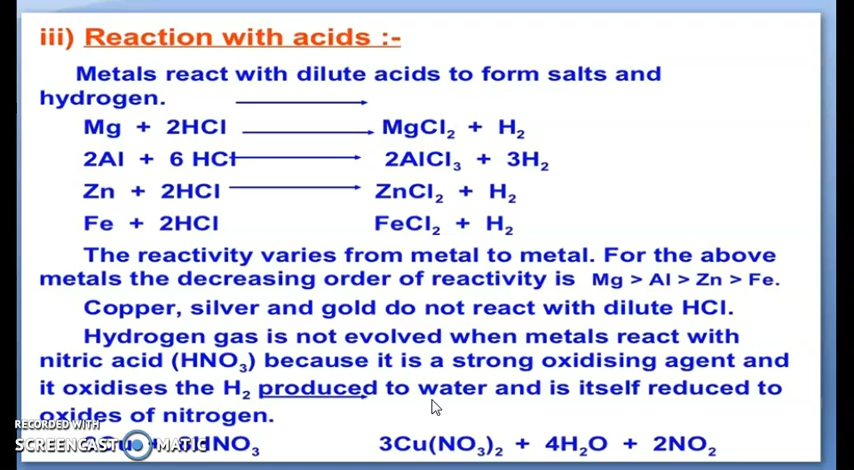 iii) Reaction with acids :-
Metals react with dilute acids to form salts and
hydrogen.
Mg + 2HCl MgCl₂ + H₂
2Al + 6 HCl 2AlCl₃ + 3H₂
Zn + 2HCl ZnCl₂ + H₂
Fe + 2HCl FeCl₂ + H₂
The reactivity varies from metal to metal. For the above
metals the decreasing order of reactivity is Mg > Al > Zn > Fe.
Copper, silver and gold do not react with dilute HCl.
Hydrogen gas is not evolved when metals react with
nitric acid (HNO₃) because it is a strong oxidising agent and
it oxidises the H₂ produced to water and is itself reduced to
oxides of nitrogen.
RECORDED WITH
SCREENCAST MATIC
+ HNO₃ 3Cu(NO₃)₂ + 4H₂O + 2NO₂